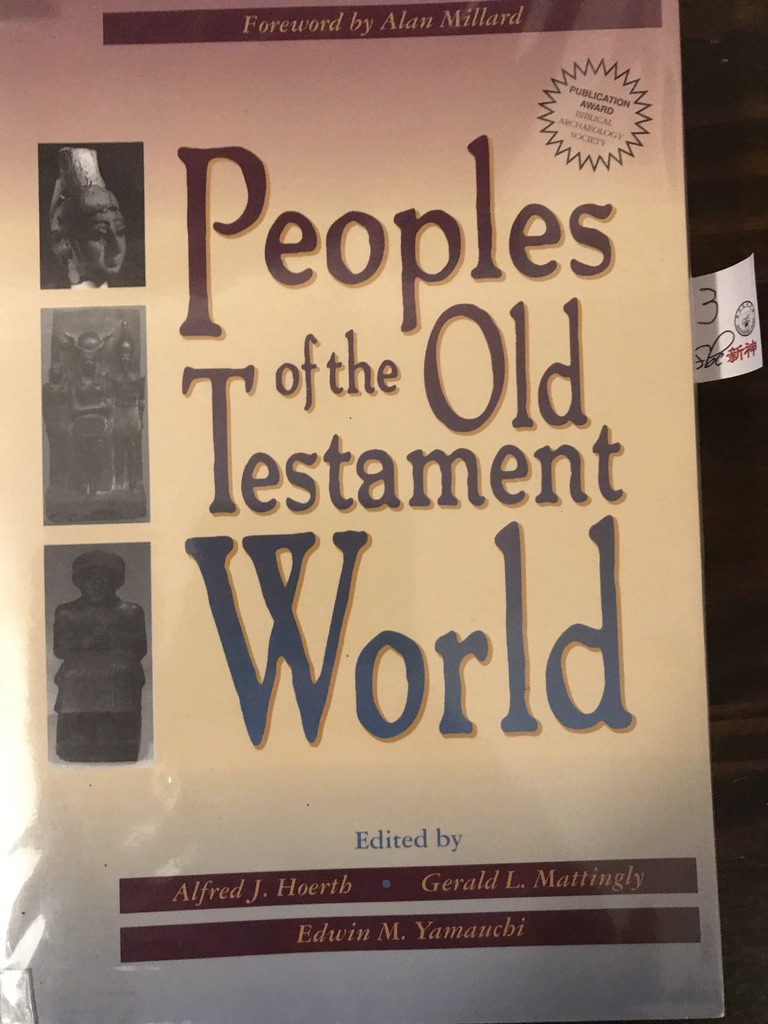 Foreword by Alan Millard
PUBLICATION
AWARD
BIBLICAL
ARCHAEOLOGY
SOCIETY
Peoples
of the Old
Testament
World
3
新神
Edited by
Alfred J. Hoerth • Gerald L. Mattingly
Edwin M. Yamauchi